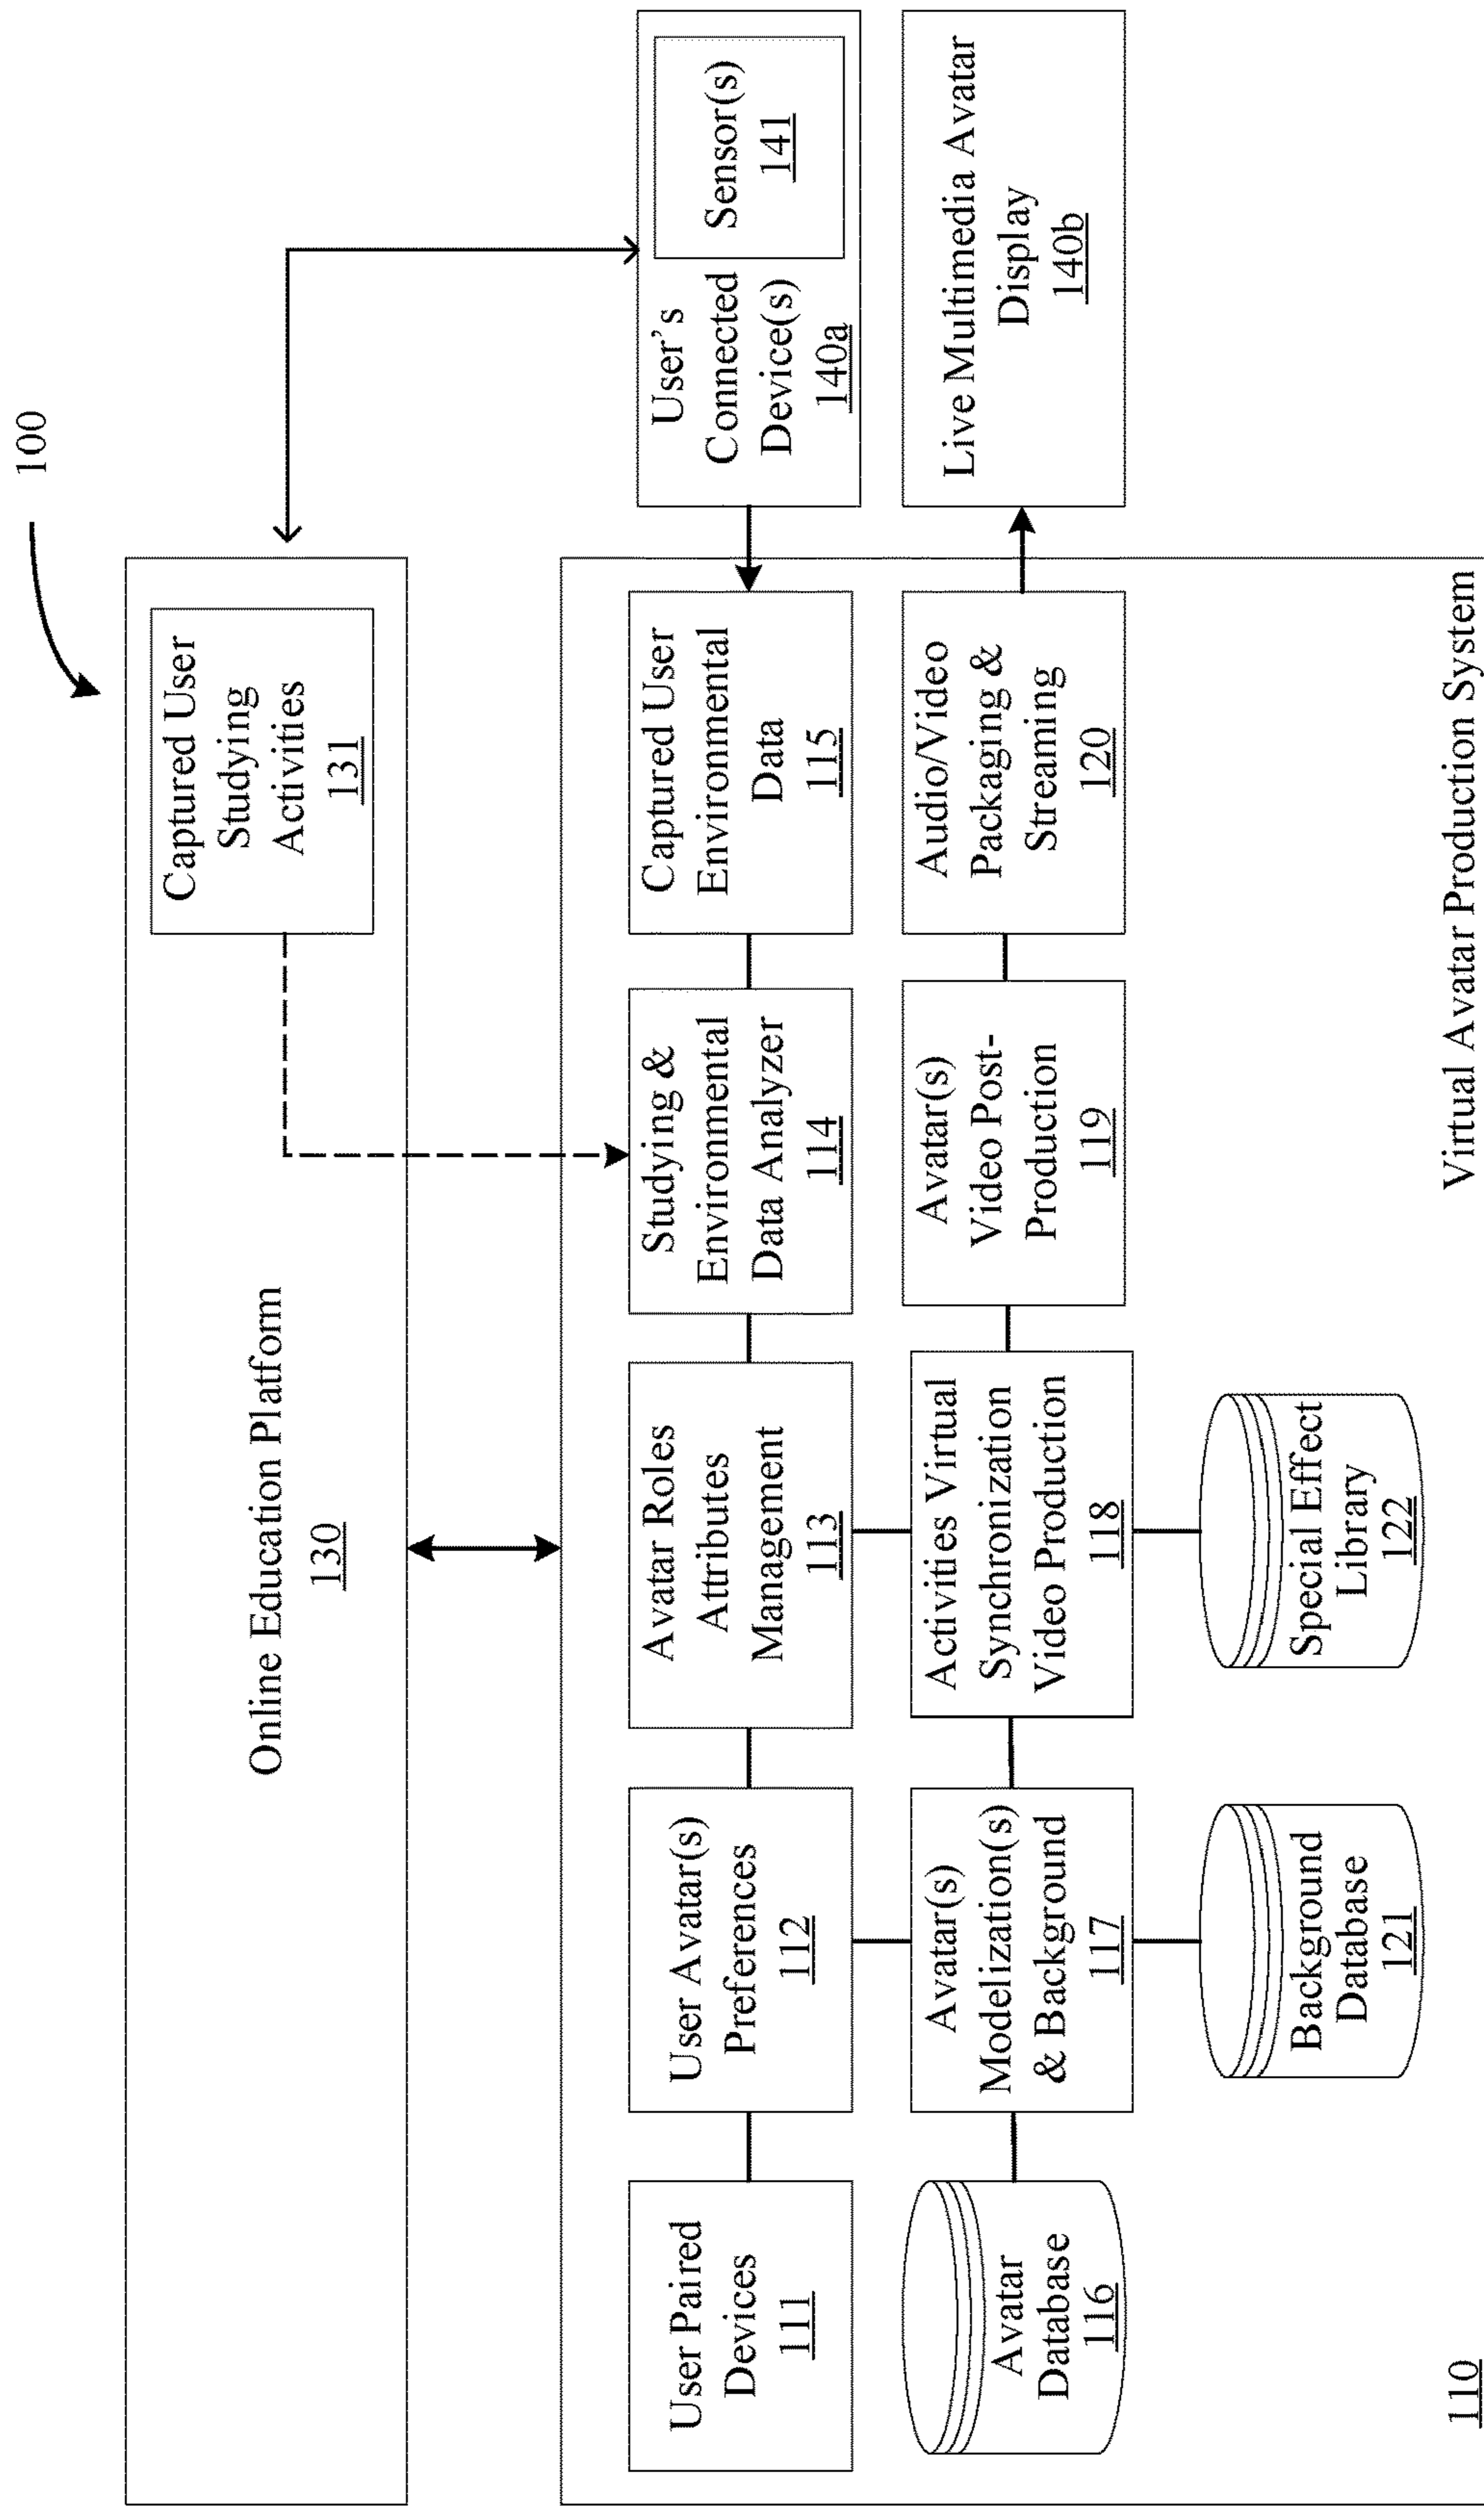 100
Online Education Platform
130
Captured User
Studying
Activities
131
User Paired
Devices
111
User Avatar(s)
Preferences
112
Avatar Roles
Attributes
Management
113
Studying &
Environmental
Data Analyzer
114
Captured User
Environmental
Data
115
User's
Connected
Device(s)
140a
Sensor(s)
141
Avatar
Database
116
Avatar(s)
Modelization(s)
& Background
117
Activities Virtual
Synchronization
Video Production
118
Avatar(s)
Video Post-
Production
119
Audio/Video
Packaging &
Streaming
120
Live Multimedia Avatar
Display
140b
Background
Database
121
Special Effect
Library
122
110
Virtual Avatar Production System